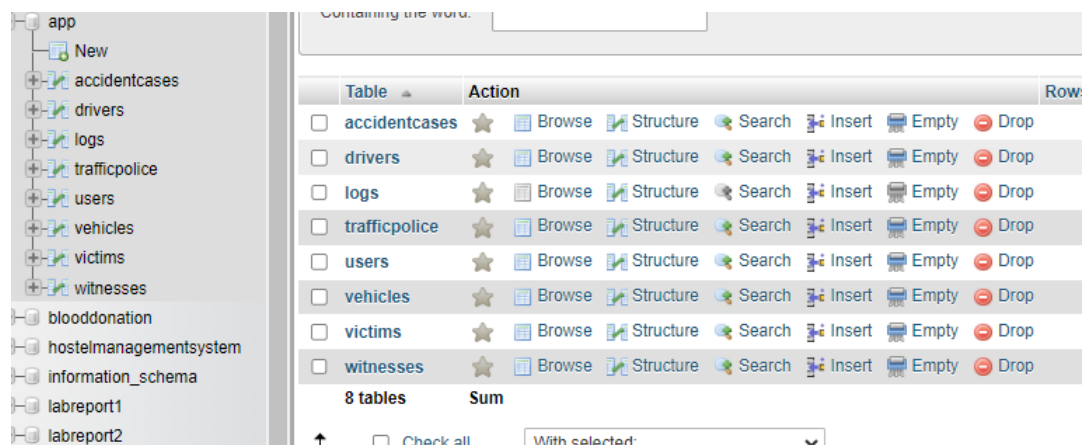 app
New
accidentcases
drivers
logs
trafficpolice
users
vehicles
victims
witnesses
blooddonation
hostelmanagementsystem
information_schema
labreport1
labreport2
Containing the word:
Table Action Rows
accidentcases Browse Structure Search Insert Empty Drop
drivers Browse Structure Search Insert Empty Drop
logs Browse Structure Search Insert Empty Drop
trafficpolice Browse Structure Search Insert Empty Drop
users Browse Structure Search Insert Empty Drop
vehicles Browse Structure Search Insert Empty Drop
victims Browse Structure Search Insert Empty Drop
witnesses Browse Structure Search Insert Empty Drop
8 tables Sum
Check all With selected: